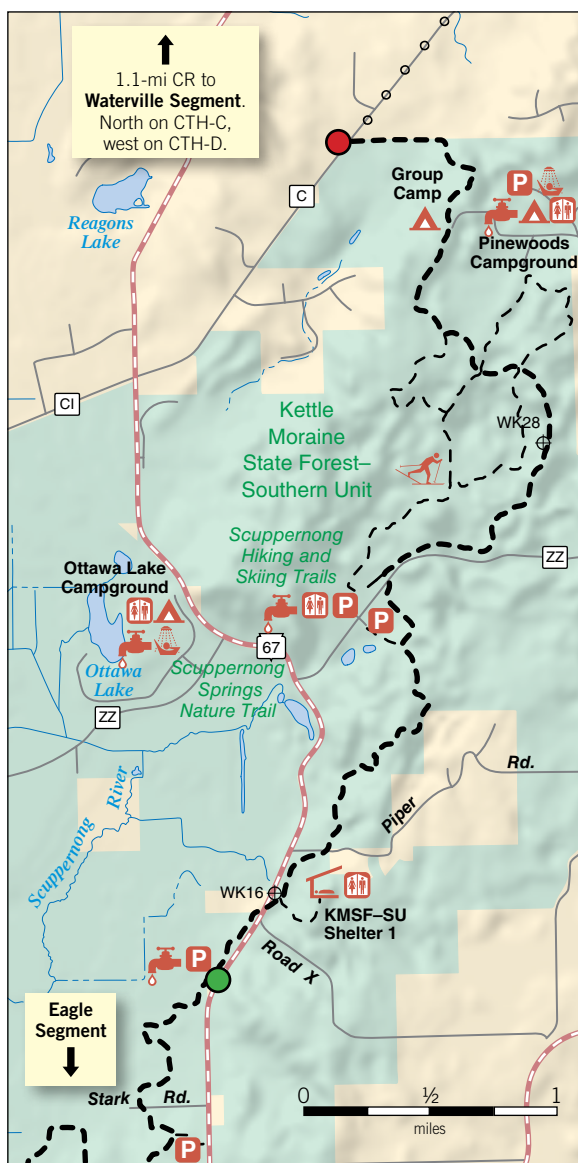 1.1-mi CR to
Waterville Segment.
North on CTH-C,
west on CTH-D.
Reagons
Lake
C
Group
Camp
P
Pinewoods
Campground
CI
WK28
Kettle
Moraine
State Forest–
Southern Unit
Scuppernong
Hiking and
Skiing Trails
ZZ
Ottawa Lake
Campground
P
P
67
Ottawa
Lake
Scuppernong
Springs
Nature Trail
ZZ
Piper
Rd.
Scuppernong
River
WK16
KMSF–SU
Shelter 1
Road X
P
Eagle
Segment
Stark
Rd.
P
0
½
1
miles